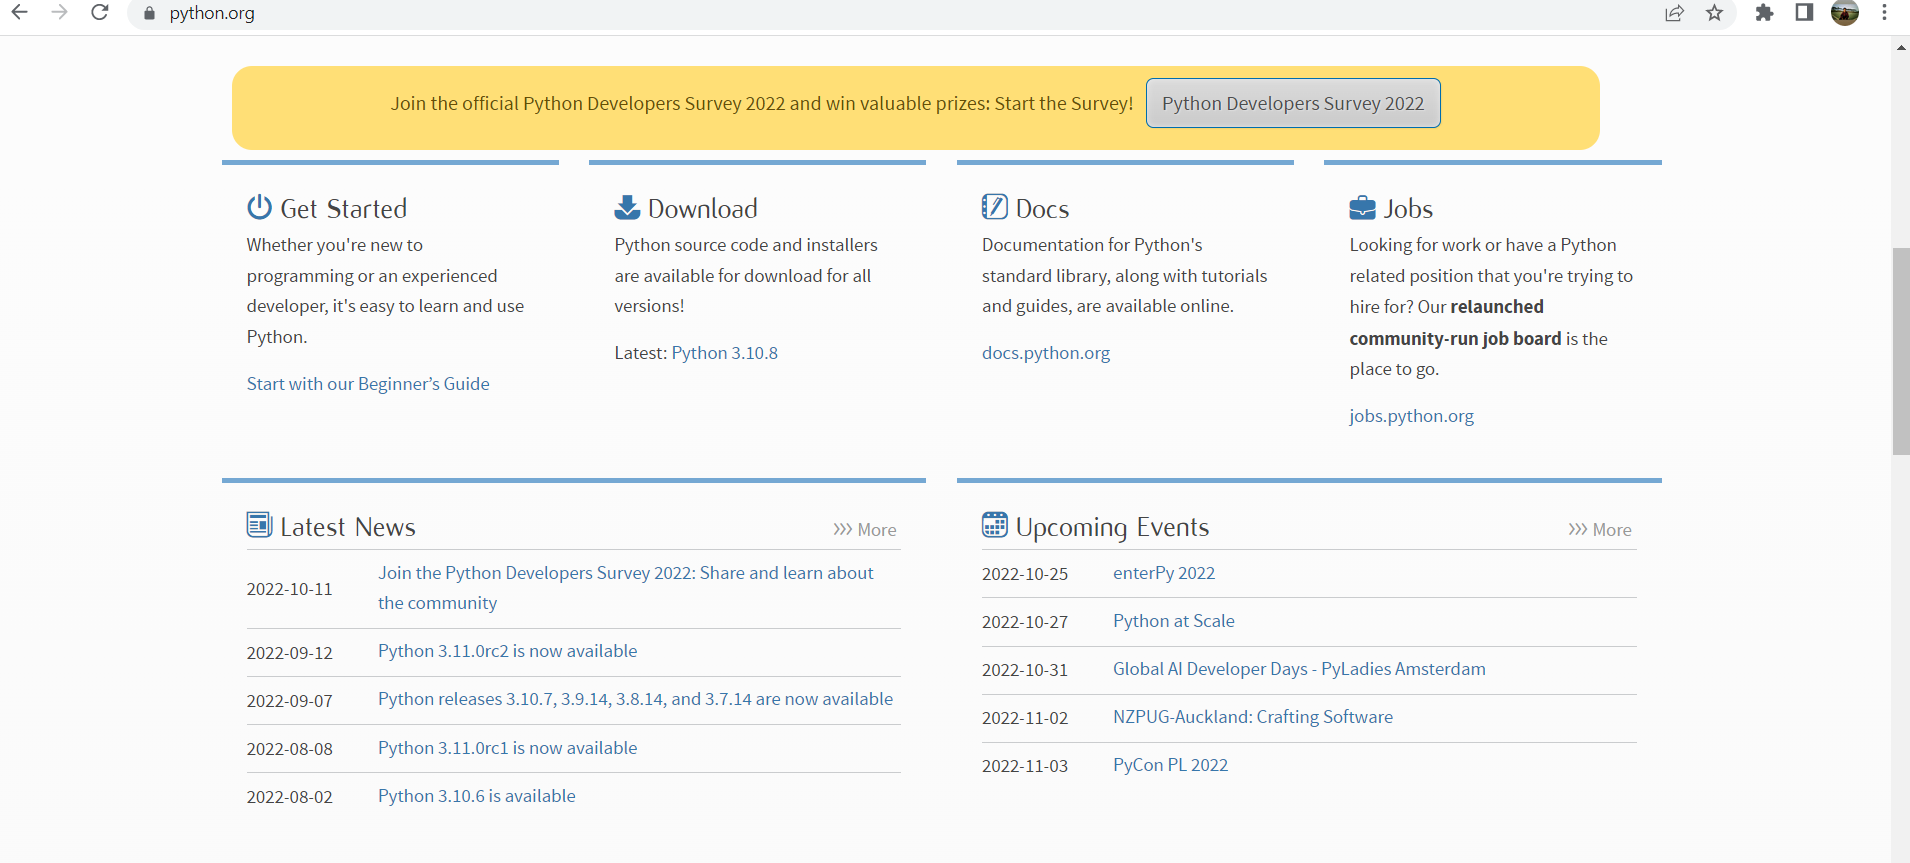 python.org
Join the official Python Developers Survey 2022 and win valuable prizes: Start the Survey! Python Developers Survey 2022
Get Started
Whether you're new to
programming or an experienced
developer, it's easy to learn and use
Python.
Start with our Beginner’s Guide
Download
Python source code and installers
are available for download for all
versions!
Latest: Python 3.10.8
Docs
Documentation for Python's
standard library, along with tutorials
and guides, are available online.
docs.python.org
Jobs
Looking for work or have a Python
related position that you're trying to
hire for? Our relaunched
community-run job board is the
place to go.
jobs.python.org
Latest News
More
2022-10-11 Join the Python Developers Survey 2022: Share and learn about
the community
2022-09-12 Python 3.11.0rc2 is now available
2022-09-07 Python releases 3.10.7, 3.9.14, 3.8.14, and 3.7.14 are now available
2022-08-08 Python 3.11.0rc1 is now available
2022-08-02 Python 3.10.6 is available
Upcoming Events
More
2022-10-25 enterPy 2022
2022-10-27 Python at Scale
2022-10-31 Global AI Developer Days - PyLadies Amsterdam
2022-11-02 NZPUG-Auckland: Crafting Software
2022-11-03 PyCon PL 2022